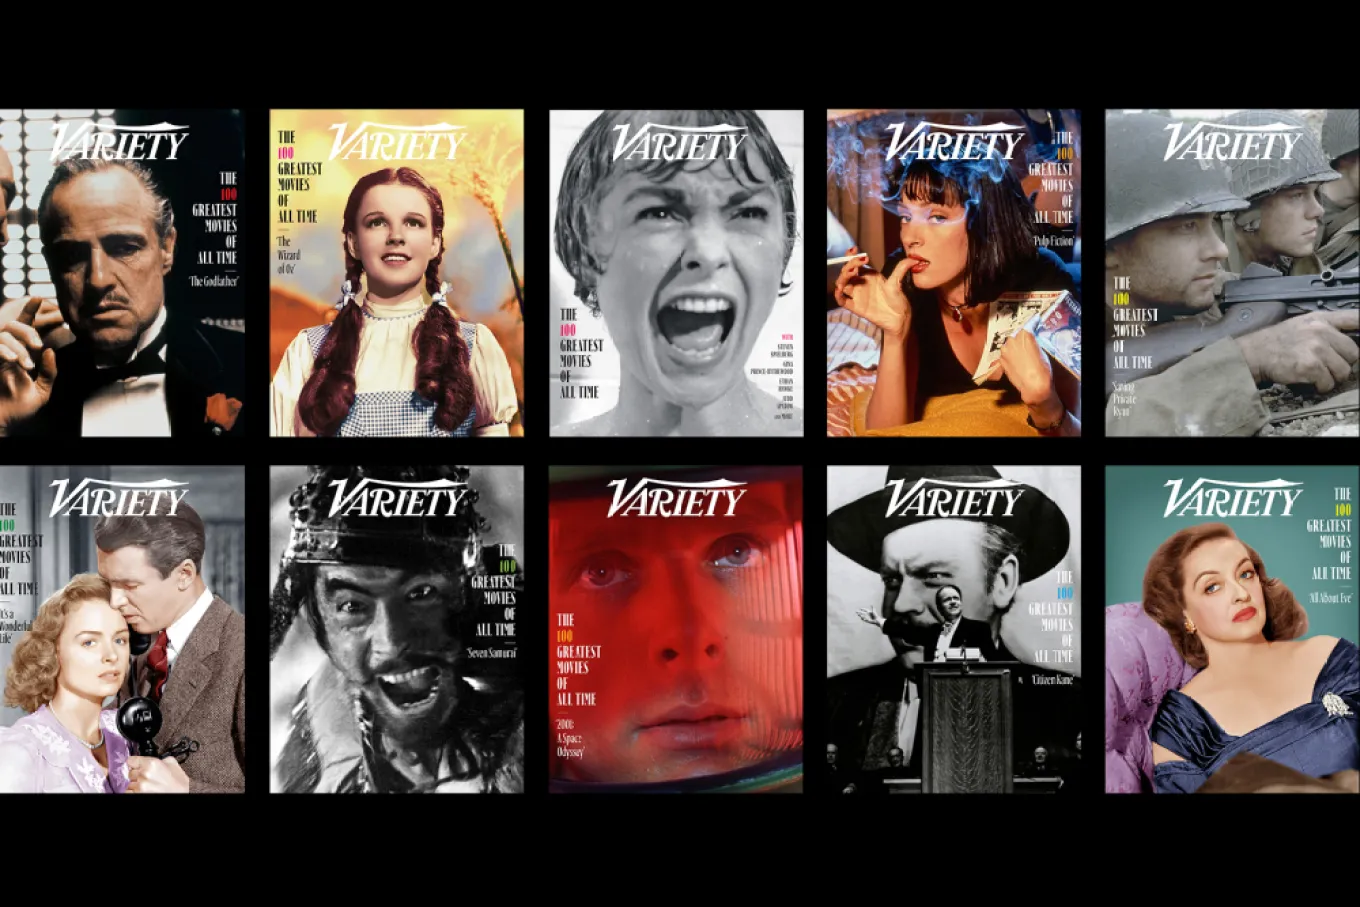 VARIETY
THE
100
GREATEST
MOVIES
OF
ALL TIME
'The Godfather'
VARIETY
THE
100
GREATEST
MOVIES
OF
ALL TIME
'The
Wizard
of Oz'
VARIETY
THE
100
GREATEST
MOVIES
OF
ALL TIME
WITH
STEVEN
SPIELBERG
GINA
PRINCE-BYTHEWOOD
ETHAN
HAWKE
JUDD
APATOW
AND MORE
VARIETY
THE
100
GREATEST
MOVIES
OF
ALL TIME
'Pulp Fiction'
VARIETY
THE
100
GREATEST
MOVIES
OF
ALL TIME
'Saving
Private
Ryan'
VARIETY
THE
100
GREATEST
MOVIES
OF
ALL TIME
'It's a
Wonderful
Life'
VARIETY
THE
100
GREATEST
MOVIES
OF
ALL TIME
'Seven Samurai'
VARIETY
THE
100
GREATEST
MOVIES
OF
ALL TIME
'2001:
A Space
Odyssey'
VARIETY
THE
100
GREATEST
MOVIES
OF
ALL TIME
'Citizen Kane'
VARIETY
THE
100
GREATEST
MOVIES
OF
ALL TIME
'All About Eve'